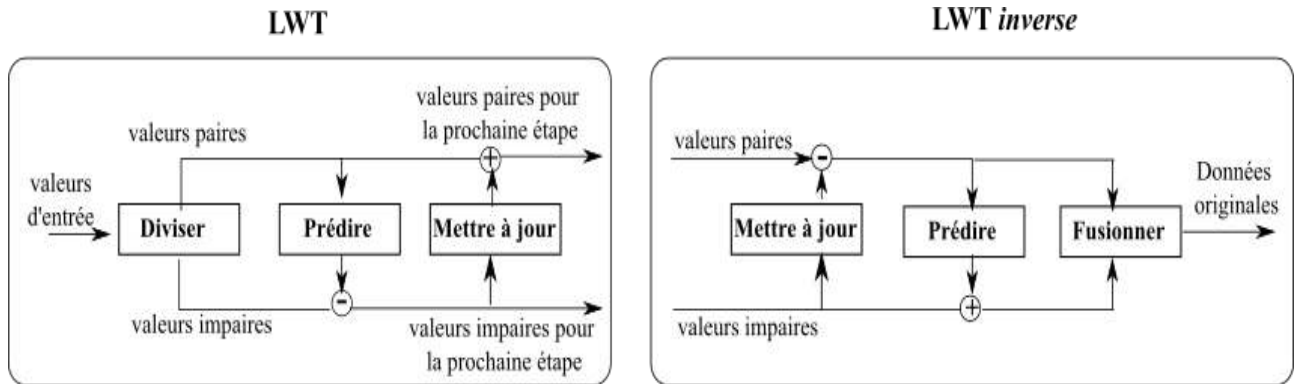 LWT
valeurs paires pour
la prochaine étape
valeurs paires
valeurs
d'entrée
Diviser
Prédire
Mettre à jour
valeurs impaires
valeurs impaires pour
la prochaine étape
LWT inverse
valeurs paires
Données
originales
Mettre à jour
Prédire
Fusionner
valeurs impaires